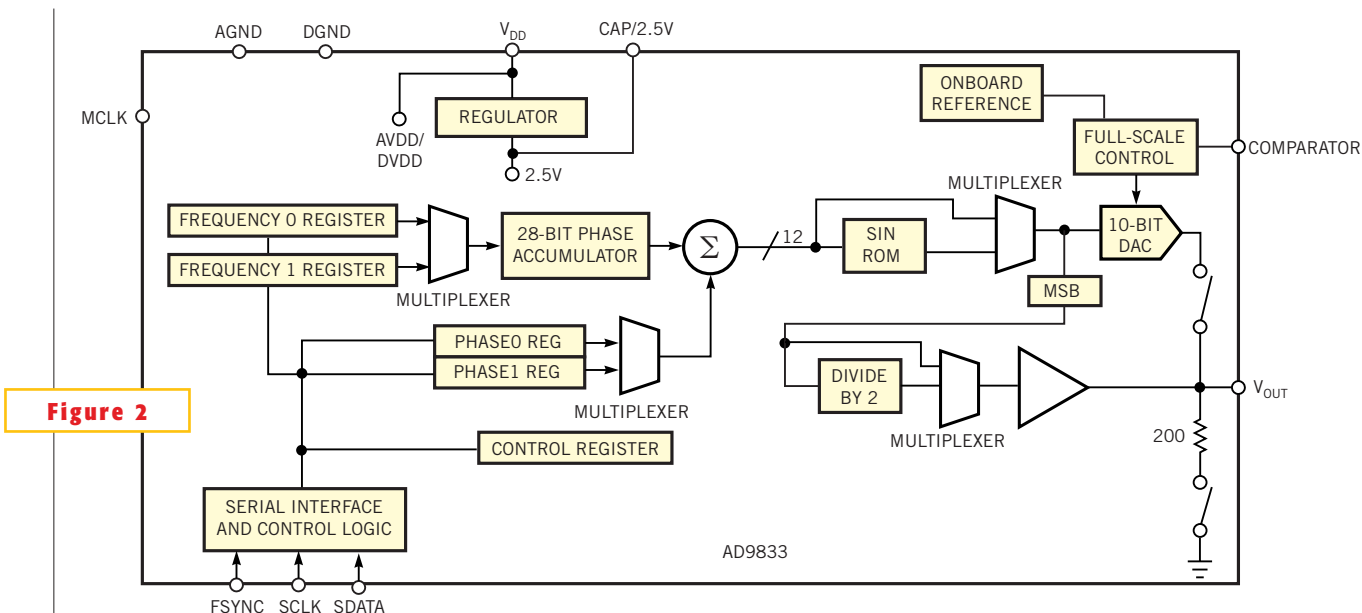 AGND
DGND
VDD
CAP/2.5V
MCLK
AVDD/
DVDD
REGULATOR
2.5V
ONBOARD
REFERENCE
FULL-SCALE
CONTROL
COMPARATOR
FREQUENCY 0 REGISTER
FREQUENCY 1 REGISTER
MULTIPLEXER
28-BIT PHASE
ACCUMULATOR
Σ
12
SIN
ROM
MULTIPLEXER
10-BIT
DAC
MSB
PHASE0 REG
PHASE1 REG
MULTIPLEXER
DIVIDE
BY 2
MULTIPLEXER
VOUT
200
Figure 2
CONTROL REGISTER
SERIAL INTERFACE
AND CONTROL LOGIC
AD9833
FSYNC
SCLK
SDATA